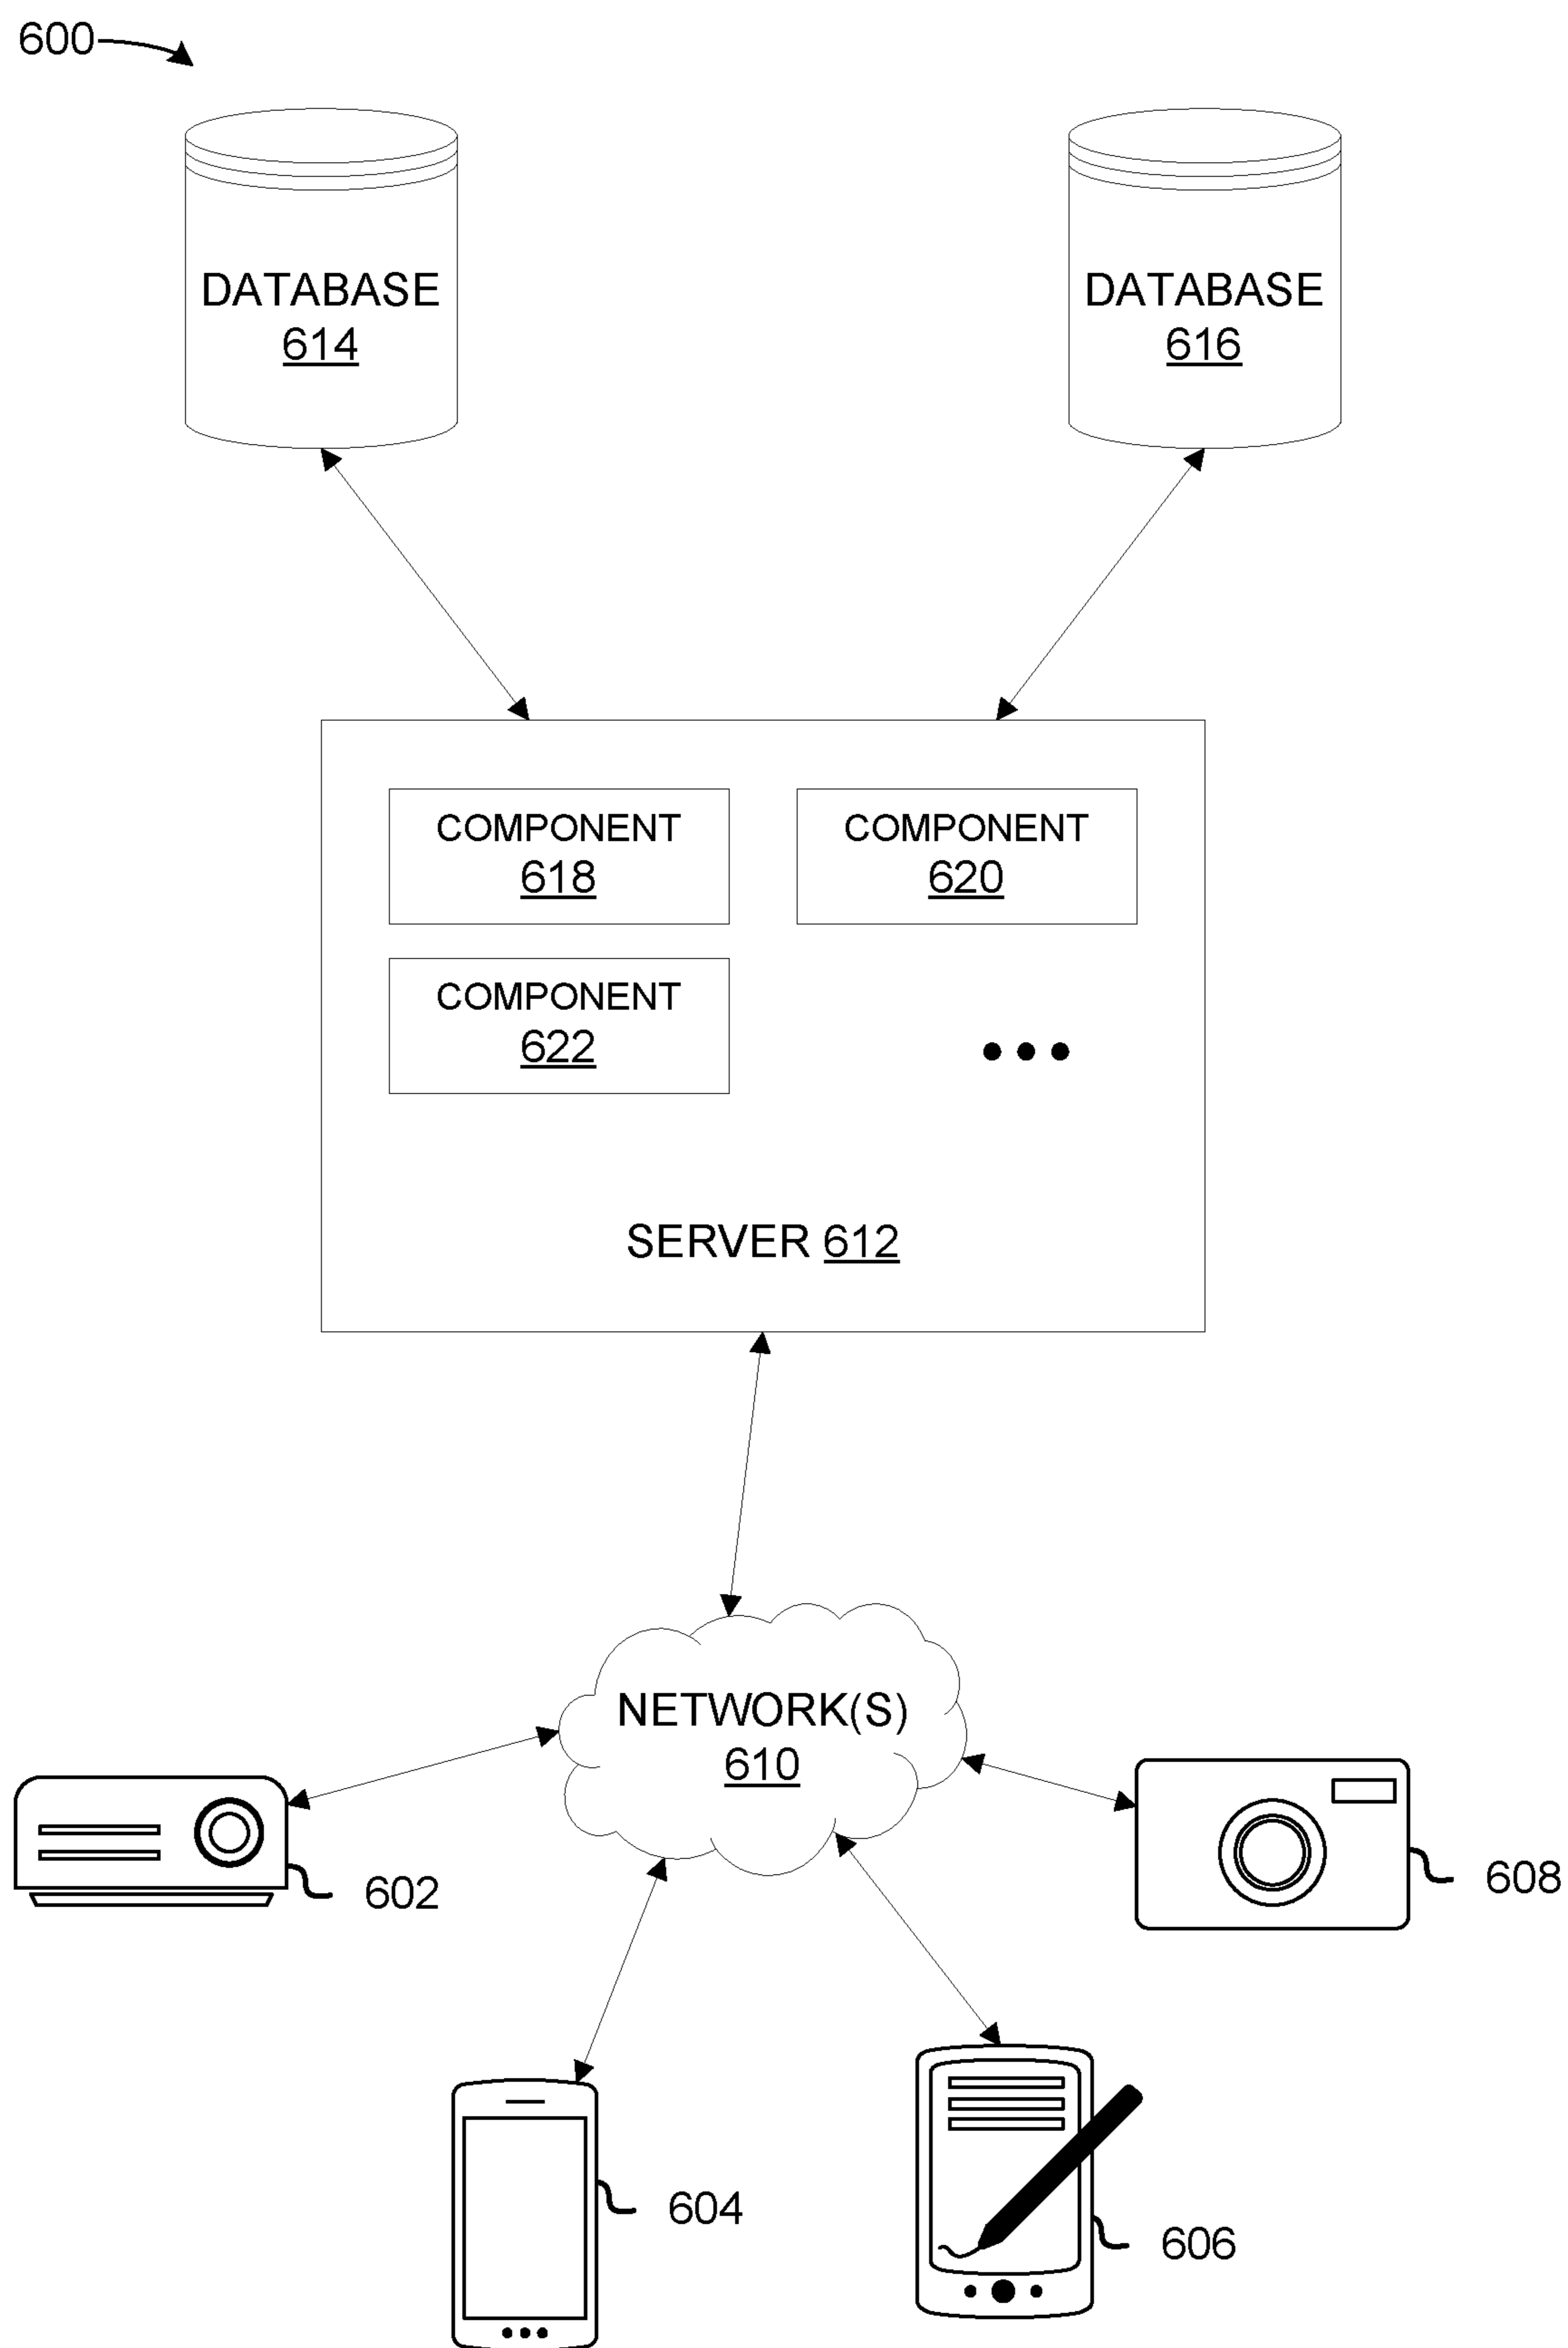 600
DATABASE
614
DATABASE
616
COMPONENT
618
COMPONENT
620
COMPONENT
622
SERVER 612
NETWORK(S)
610
602
608
604
606